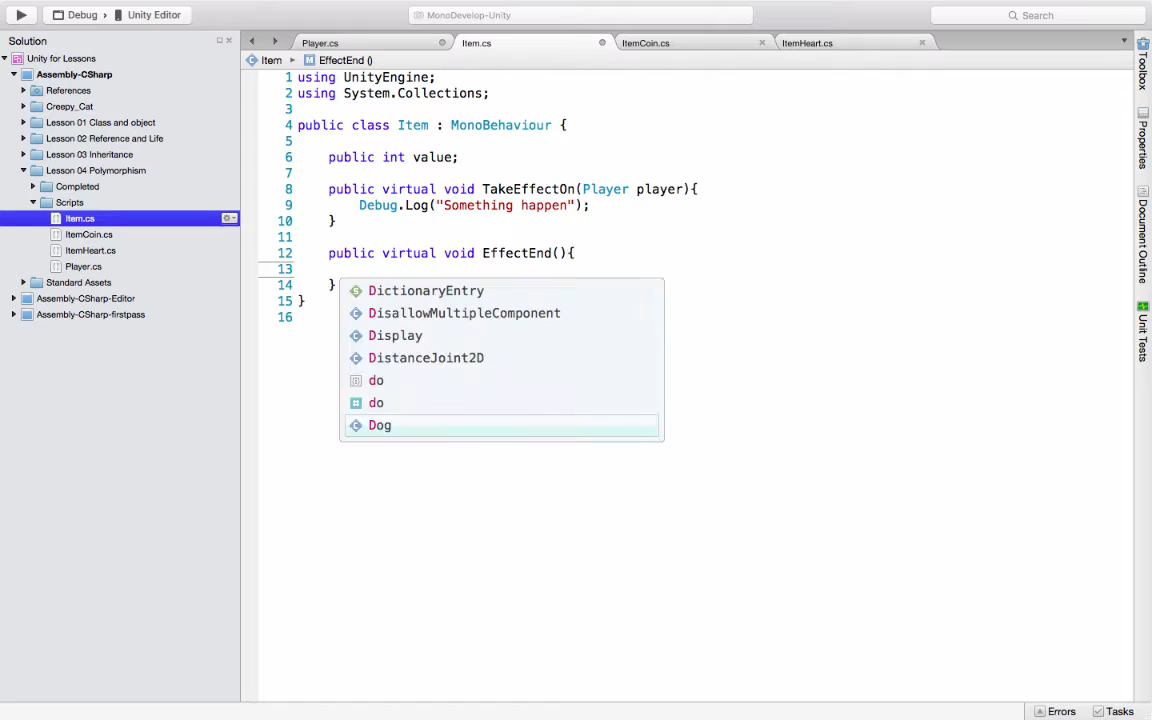 Debug › Unity Editor
MonoDevelop-Unity
Search
Solution
Unity for Lessons
Assembly-CSharp
References
Creepy_Cat
Lesson 01 Class and object
Lesson 02 Reference and Life
Lesson 03 Inheritance
Lesson 04 Polymorphism
Completed
Scripts
Item.cs
ItemCoin.cs
ItemHeart.cs
Player.cs
Standard Assets
Assembly-CSharp-Editor
Assembly-CSharp-firstpass
Player.cs
Item.cs
ItemCoin.cs
ItemHeart.cs
Item ▸ EffectEnd ()
1 using UnityEngine;
2 using System.Collections;
3
4 public class Item : MonoBehaviour {
5
6 public int value;
7
8 public virtual void TakeEffectOn(Player player){
9 Debug.Log("Something happen");
10 }
11
12 public virtual void EffectEnd(){
13
14 }
15 }
16
DictionaryEntry
DisallowMultipleComponent
Display
DistanceJoint2D
do
do
Dog
Toolbox
Properties
Document Outline
Unit Tests
Errors
Tasks